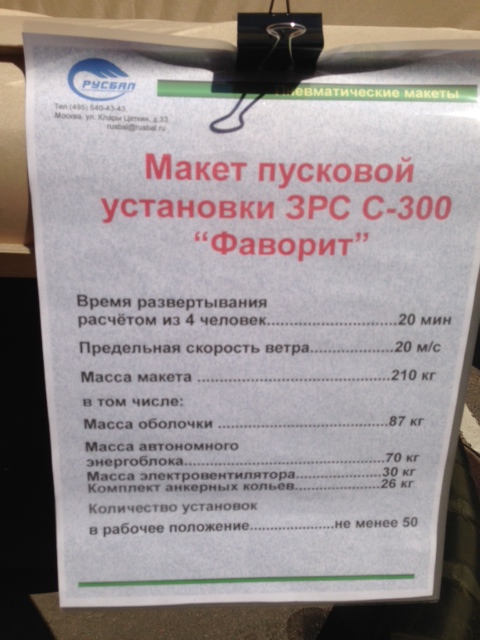 РУСБАЛ
Пневматические макеты
Тел (495) 540-43-43
Москва, ул. Клары Цеткин, д.33
rusbal@rusbal.ru
Макет пусковой
установки ЗРС С-300
“Фаворит”
Время развертывания
расчётом из 4 человек..............................20 мин
Предельная скорость ветра...................20 м/с
Масса макета ............................................210 кг
в том числе:
Масса оболочки .......................................87 кг
Масса автономного
энергоблока..............................................70 кг
Масса электровентилятора...................30 кг
Комплект анкерных кольев...................26 кг
Количество установок
в рабочее положение....................не менее 50